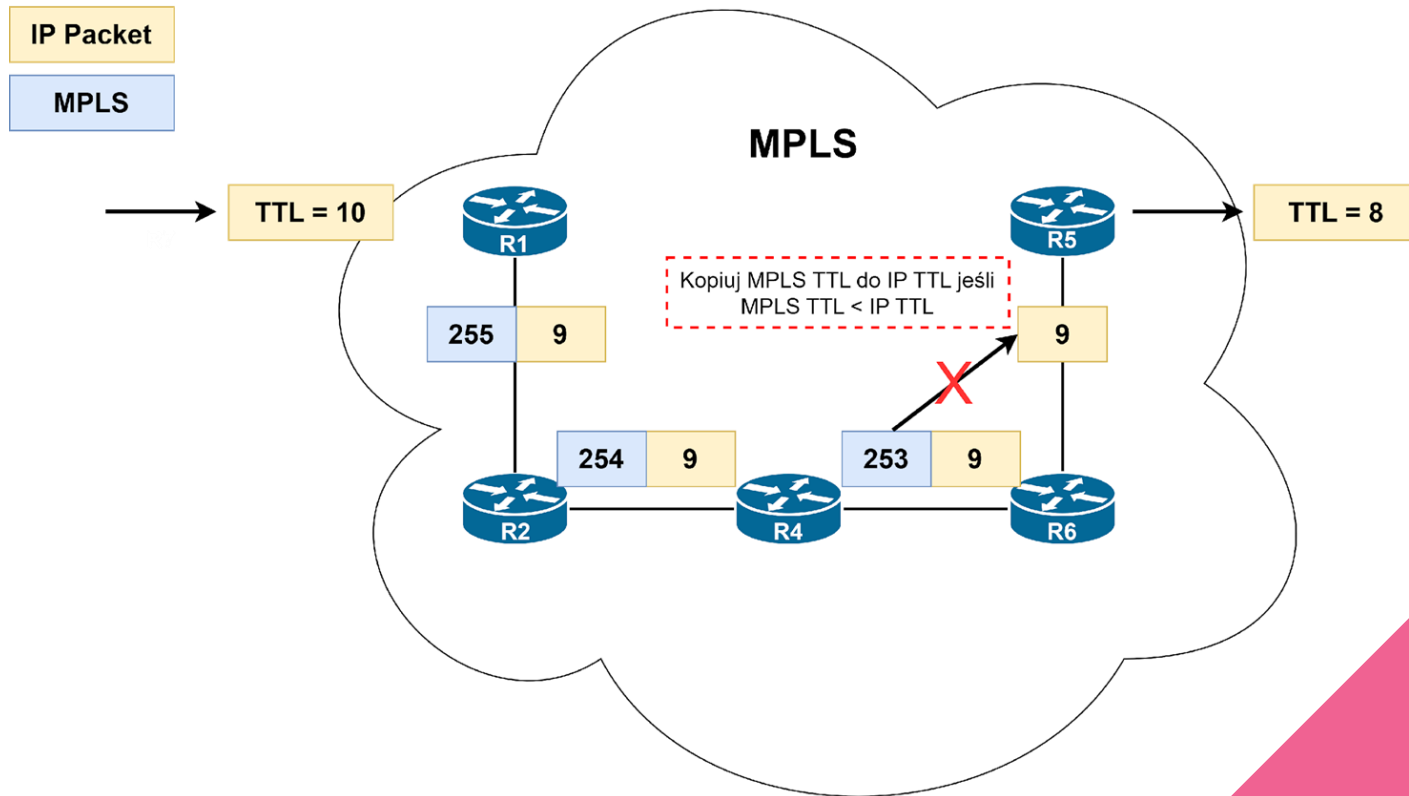 IP Packet
MPLS
MPLS
TTL = 10
R1
R5
TTL = 8
Kopiuj MPLS TTL do IP TTL jeśli
MPLS TTL < IP TTL
255 9
9
X
254 9
253 9
R2
R4
R6